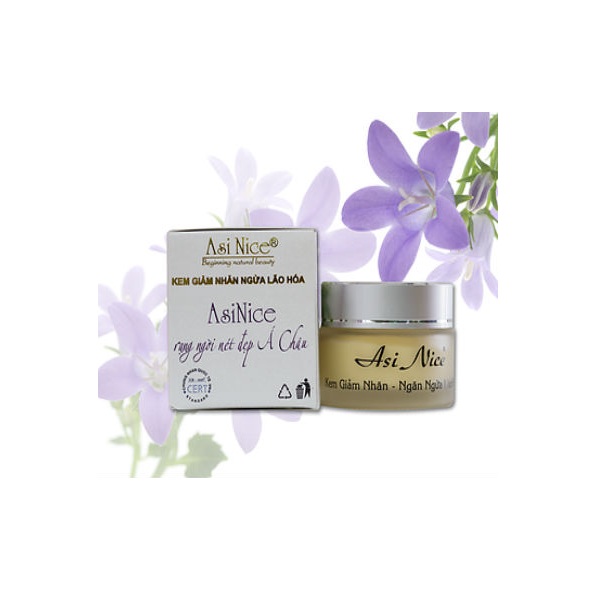 Asi Nice®
Beginning natural beauty
KEM GIẢM NHĂN NGỪA LÃO HÓA
AsiNice
rạng ngời nét đẹp Á Châu
CERT
STANDARD
Asi Nice®
Kem Giảm Nhăn - Ngăn Ngừa